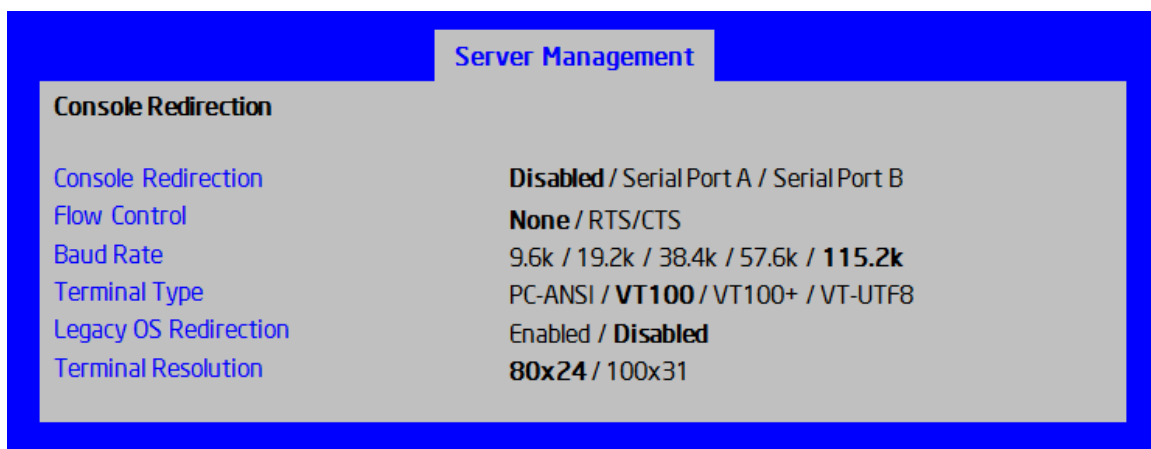 Server Management
Console Redirection
Console Redirection Disabled / Serial Port A / Serial Port B
Flow Control None / RTS/CTS
Baud Rate 9.6k / 19.2k / 38.4k / 57.6k / 115.2k
Terminal Type PC-ANSI / VT100 / VT100+ / VT-UTF8
Legacy OS Redirection Enabled / Disabled
Terminal Resolution 80x24 / 100x31